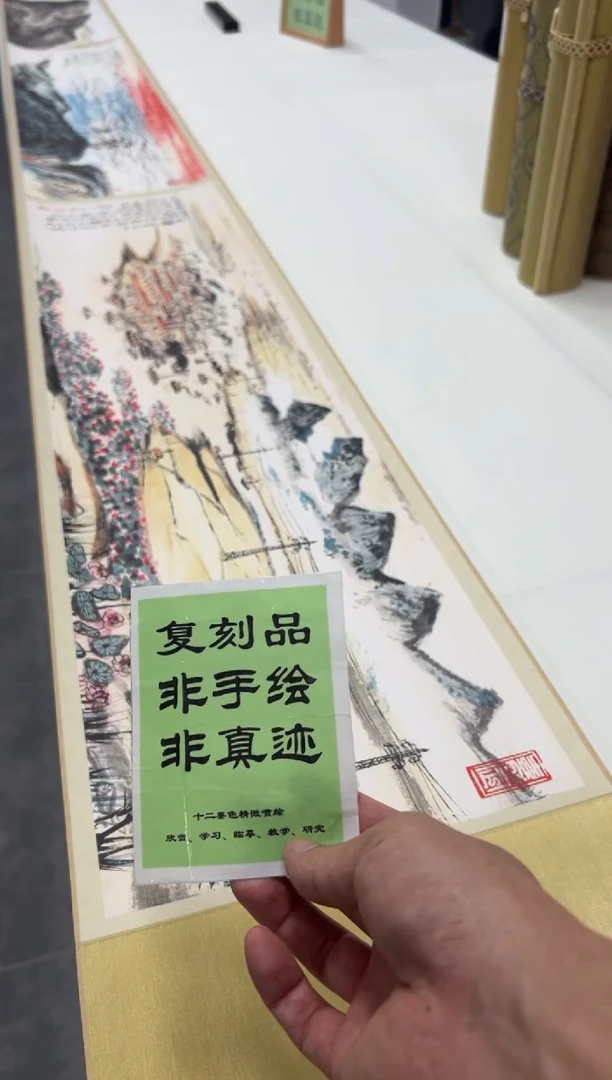 复刻品
非手绘
非真迹
十二墨色精微喷绘
欣赏、学习、临摹、教学、研究